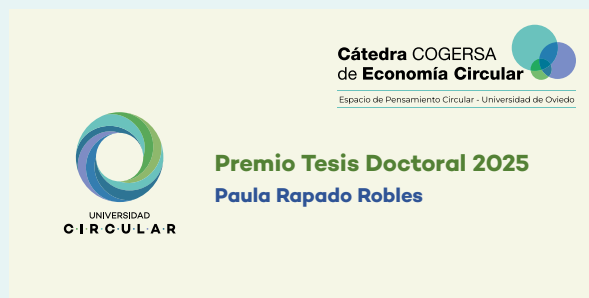 Cátedra COGERSA
de Economía Circular
Espacio de Pensamiento Circular - Universidad de Oviedo
Premio Tesis Doctoral 2025
Paula Rapado Robles
UNIVERSIDAD
C·I·R·C·U·L·A·R